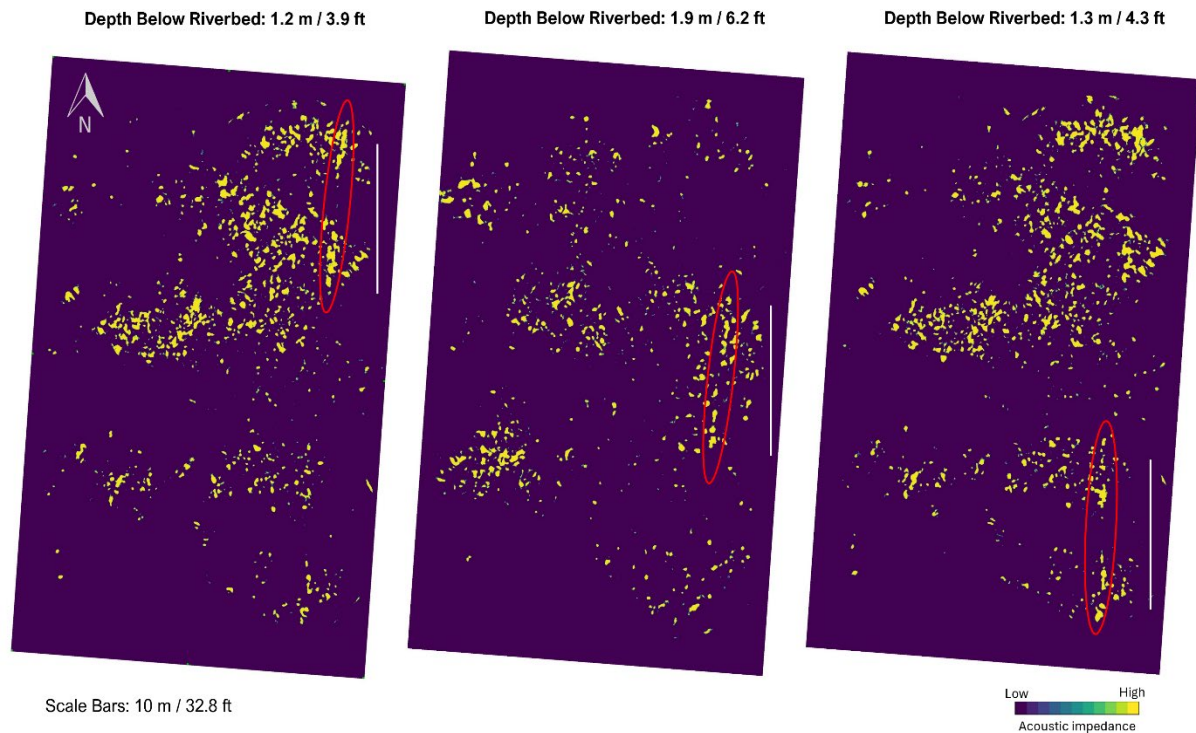 Depth Below Riverbed: 1.2 m / 3.9 ft
Depth Below Riverbed: 1.9 m / 6.2 ft
Depth Below Riverbed: 1.3 m / 4.3 ft
N
Scale Bars: 10 m / 32.8 ft
Low High
Acoustic impedance